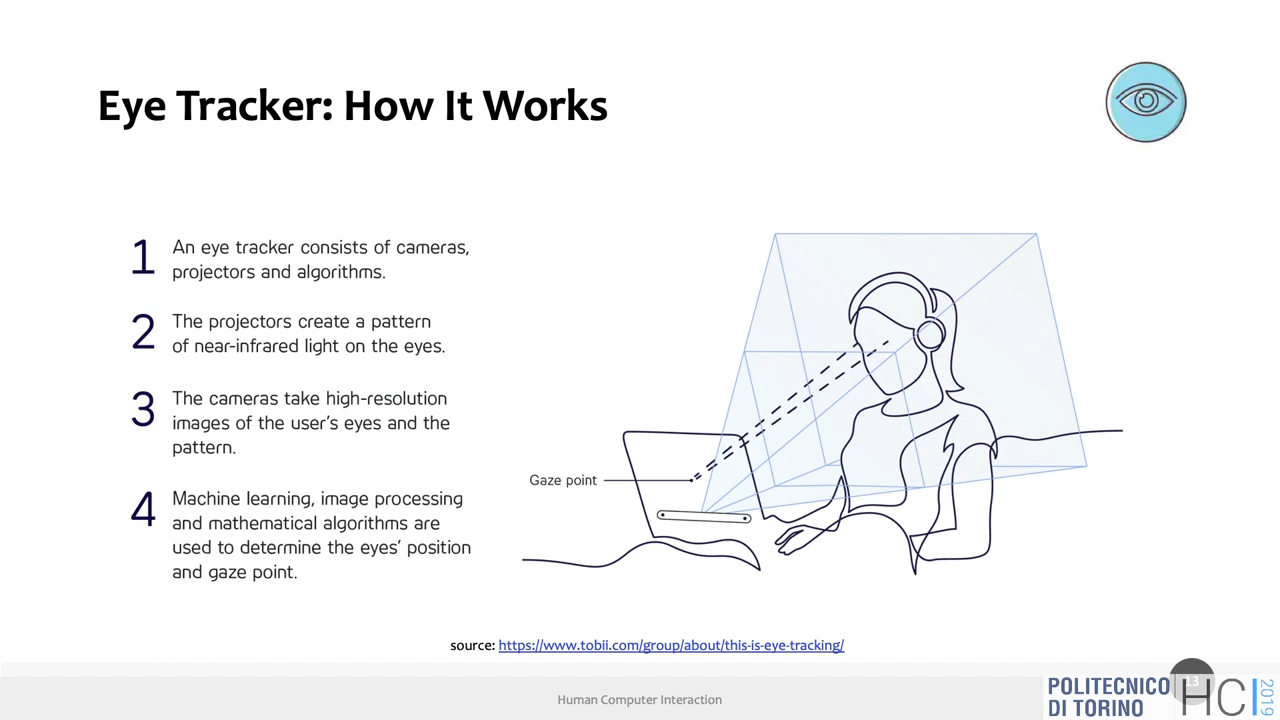 Eye Tracker: How It Works
1
An eye tracker consists of cameras,
projectors and algorithms.
2
The projectors create a pattern
of near-infrared light on the eyes.
3
The cameras take high-resolution
images of the user's eyes and the
pattern.
4
Machine learning, image processing
and mathematical algorithms are
used to determine the eyes' position
and gaze point.
Gaze point
source: https://www.tobii.com/group/about/this-is-eye-tracking/
Human Computer Interaction
POLITECNICO
DI TORINO
13
HCI
2019